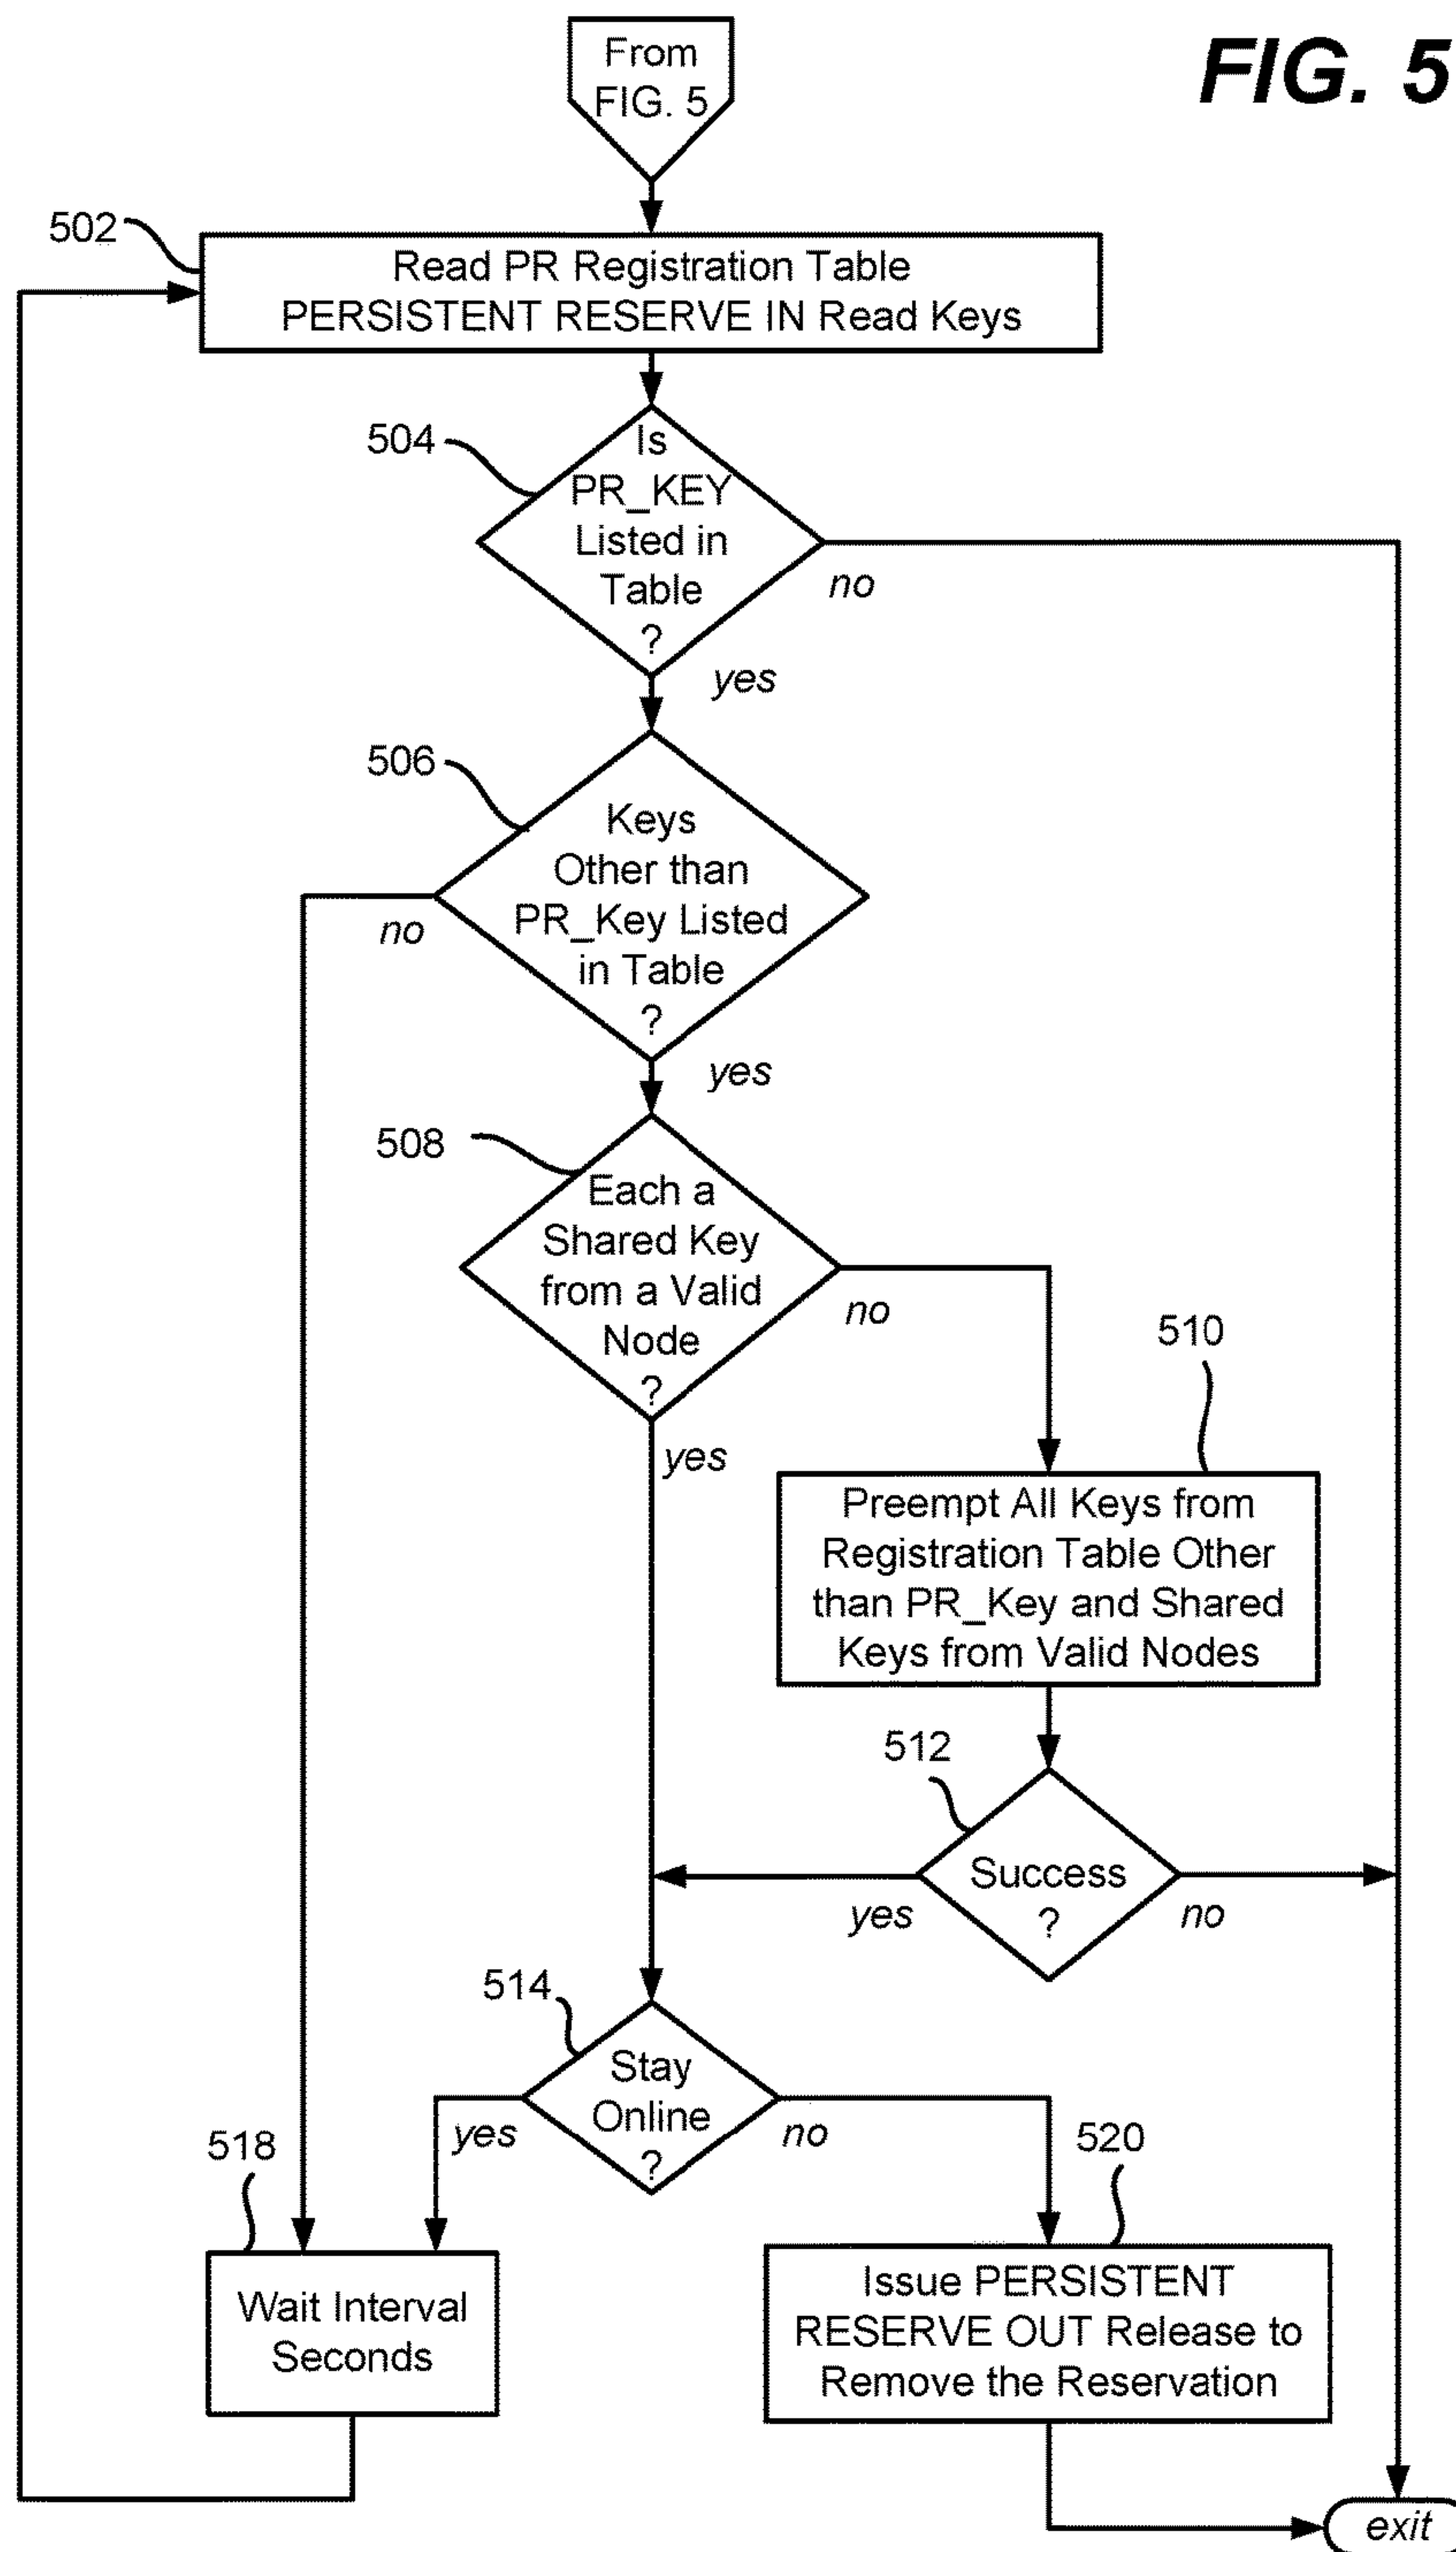 From
FIG. 5
FIG. 5
502
Read PR Registration Table
PERSISTENT RESERVE IN Read Keys
504
Is
PR_KEY
Listed in
Table
?
no
yes
506
Keys
Other than
PR_Key Listed
in Table
?
no
yes
508
Each a
Shared Key
from a Valid
Node
?
no
yes
510
Preempt All Keys from
Registration Table Other
than PR_Key and Shared
Keys from Valid Nodes
512
Success
?
yes
no
514
Stay
Online
?
yes
no
518
Wait Interval
Seconds
520
Issue PERSISTENT
RESERVE OUT Release to
Remove the Reservation
exit